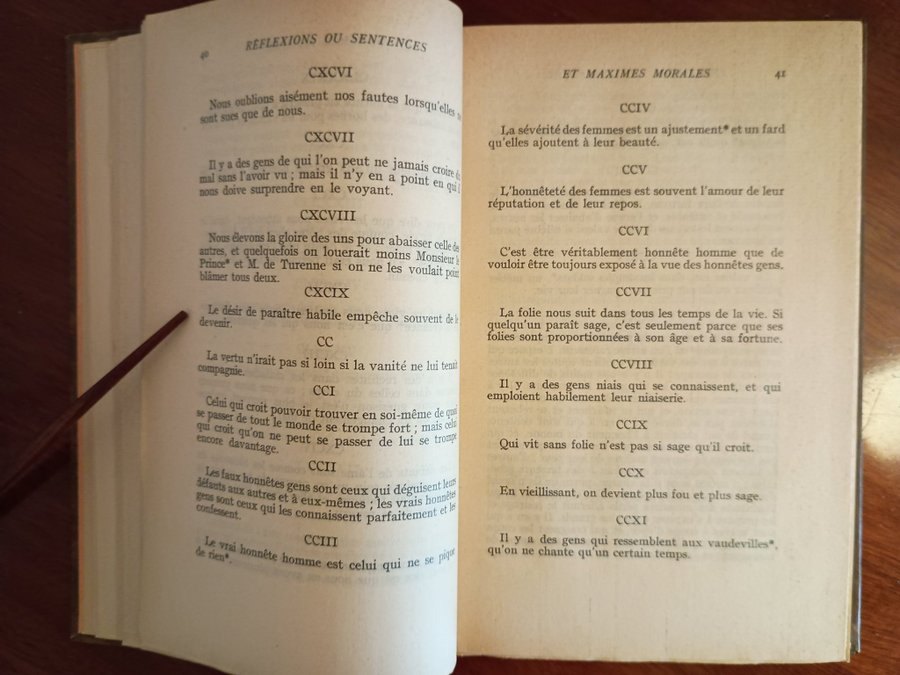 40
RÉFLEXIONS OU SENTENCES
CXCVI
Nous oublions aisément nos fautes lorsqu'elles
sont sues que de nous.
CXCVII
Il y a des gens de qui l'on peut ne jamais croire
mal sans l'avoir vu ; mais il n'y en a point en qui il
nous doive surprendre en le voyant.
CXCVIII
Nous élevons la gloire des uns pour abaisser celle des
autres, et quelquefois on louerait moins Monsieur le
Prince* et M. de Turenne si on ne les voulait point
blâmer tous deux.
CXCIX
Le désir de paraître habile empêche souvent de le
devenir.
CC
La vertu n'irait pas si loin si la vanité ne lui tenait
compagnie.
CCI
Celui qui croit pouvoir trouver en soi-même de quoi
se passer de tout le monde se trompe fort ; mais celui
qui croit qu'on ne peut se passer de lui se trompe
encore davantage.
CCII
Les faux honnêtes gens sont ceux qui déguisent leurs
défauts aux autres et à eux-mêmes ; les vrais honnêtes
gens sont ceux qui les connaissent parfaitement et les
confessent.
CCIII
Le vrai honnête homme est celui qui ne se pique
de rien*.
ET MAXIMES MORALES
41
CCIV
La sévérité des femmes est un ajustement* et un fard
qu'elles ajoutent à leur beauté.
CCV
L'honnêteté des femmes est souvent l'amour de leur
réputation et de leur repos.
CCVI
C'est être véritablement honnête homme que de
vouloir être toujours exposé à la vue des honnêtes gens.
CCVII
La folie nous suit dans tous les temps de la vie. Si
quelqu'un paraît sage, c'est seulement parce que ses
folies sont proportionnées à son âge et à sa fortune.
CCVIII
Il y a des gens niais qui se connaissent, et qui
emploient habilement leur niaiserie.
CCIX
Qui vit sans folie n'est pas si sage qu'il croit.
CCX
En vieillissant, on devient plus fou et plus sage.
CCXI
Il y a des gens qui ressemblent aux vaudevilles*,
qu'on ne chante qu'un certain temps.